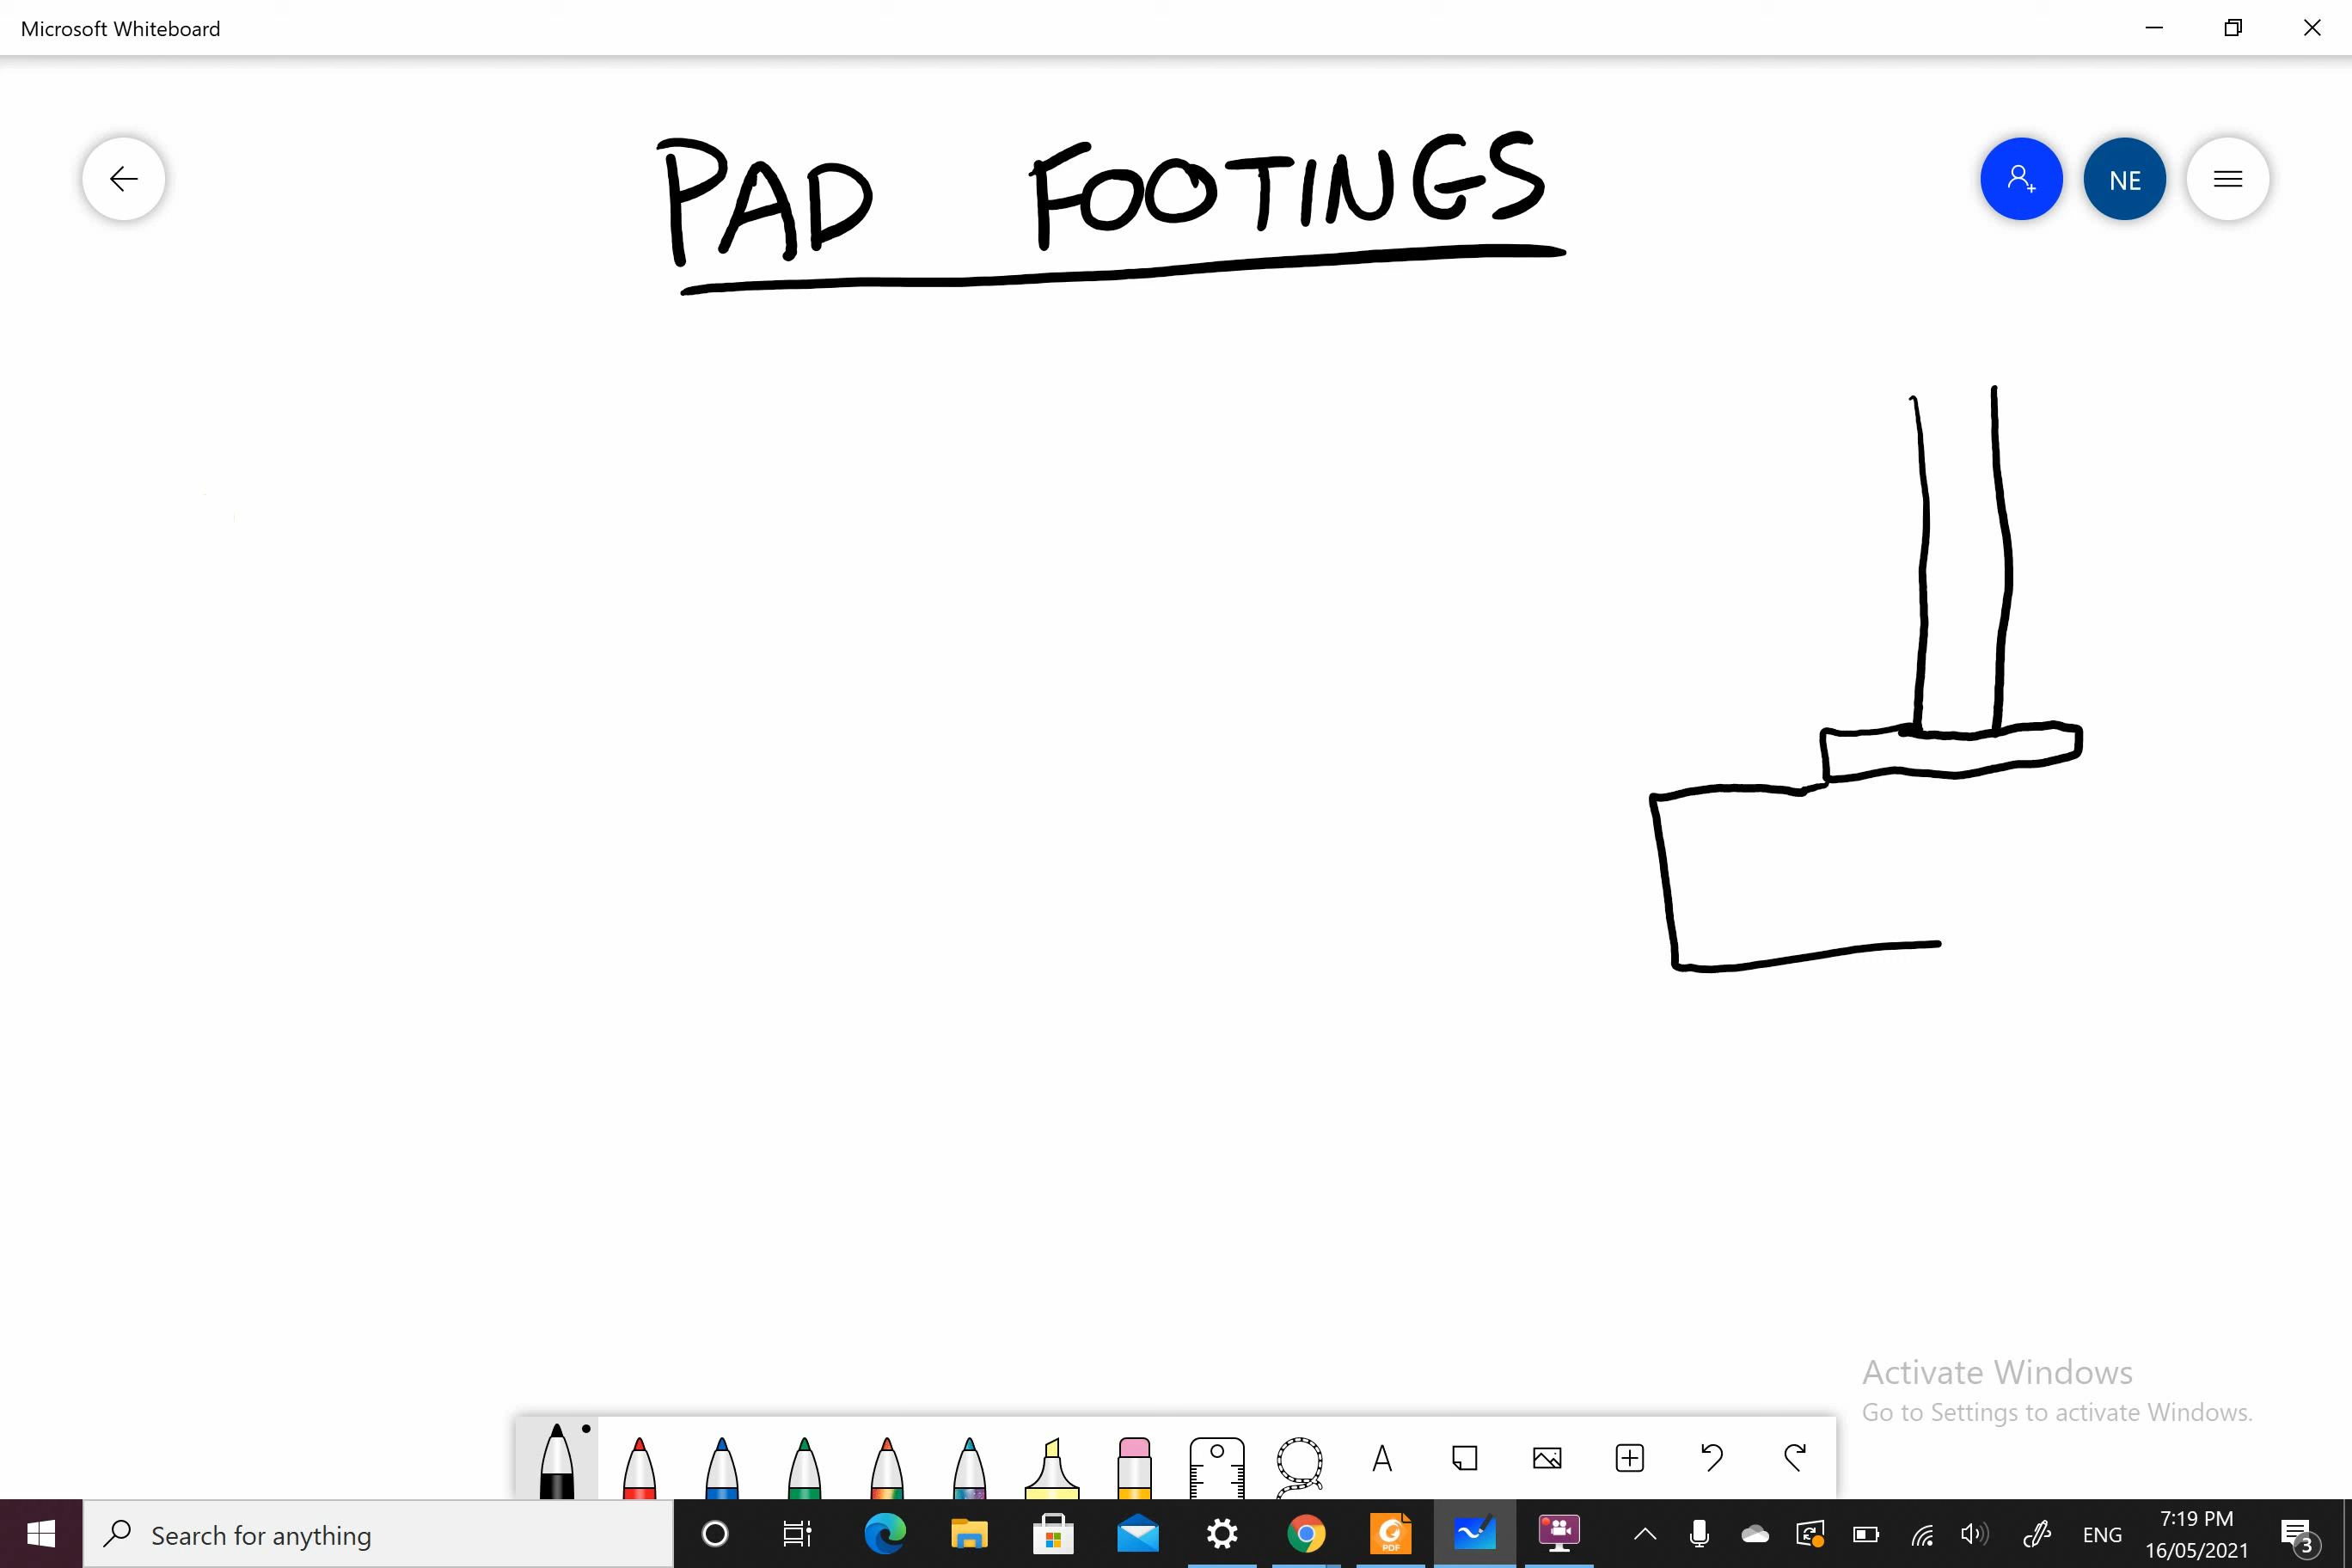 Microsoft Whiteboard
PAD FOOTINGS
NE
Activate Windows
Go to Settings to activate Windows.
A
Search for anything
PDF
ENG
7:19 PM
16/05/2021
3